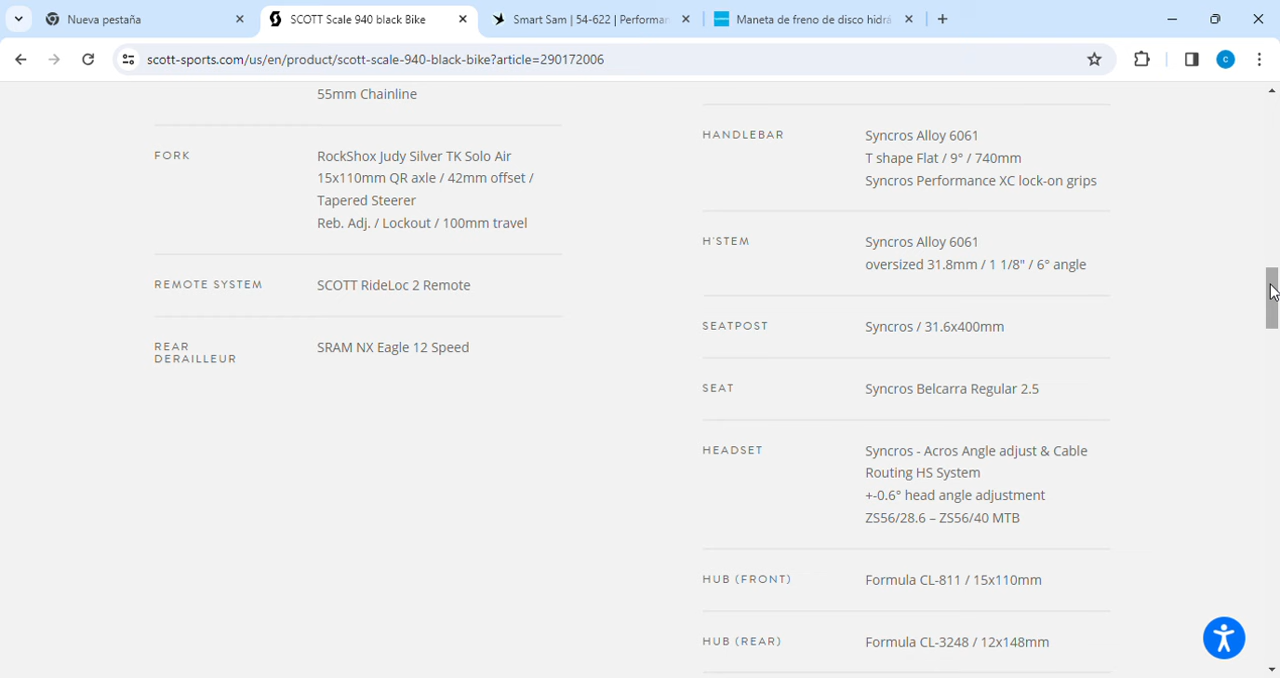 Nueva pestaña
SCOTT Scale 940 black Bike
Smart Sam | 54-622 | Performan
Maneta de freno de disco hidrá
scott-sports.com/us/en/product/scott-scale-940-black-bike?article=290172006
C
55mm Chainline
FORK
RockShox Judy Silver TK Solo Air
15x110mm QR axle / 42mm offset /
Tapered Steerer
Reb. Adj. / Lockout / 100mm travel
REMOTE SYSTEM
SCOTT RideLoc 2 Remote
REAR
DERAILLEUR
SRAM NX Eagle 12 Speed
HANDLEBAR
Syncros Alloy 6061
T shape Flat / 9° / 740mm
Syncros Performance XC lock-on grips
H'STEM
Syncros Alloy 6061
oversized 31.8mm / 1 1/8" / 6° angle
SEATPOST
Syncros / 31.6x400mm
SEAT
Syncros Belcarra Regular 2.5
HEADSET
Syncros - Acros Angle adjust & Cable
Routing HS System
+-0.6° head angle adjustment
ZS56/28.6 – ZS56/40 MTB
HUB (FRONT)
Formula CL-811 / 15x110mm
HUB (REAR)
Formula CL-3248 / 12x148mm